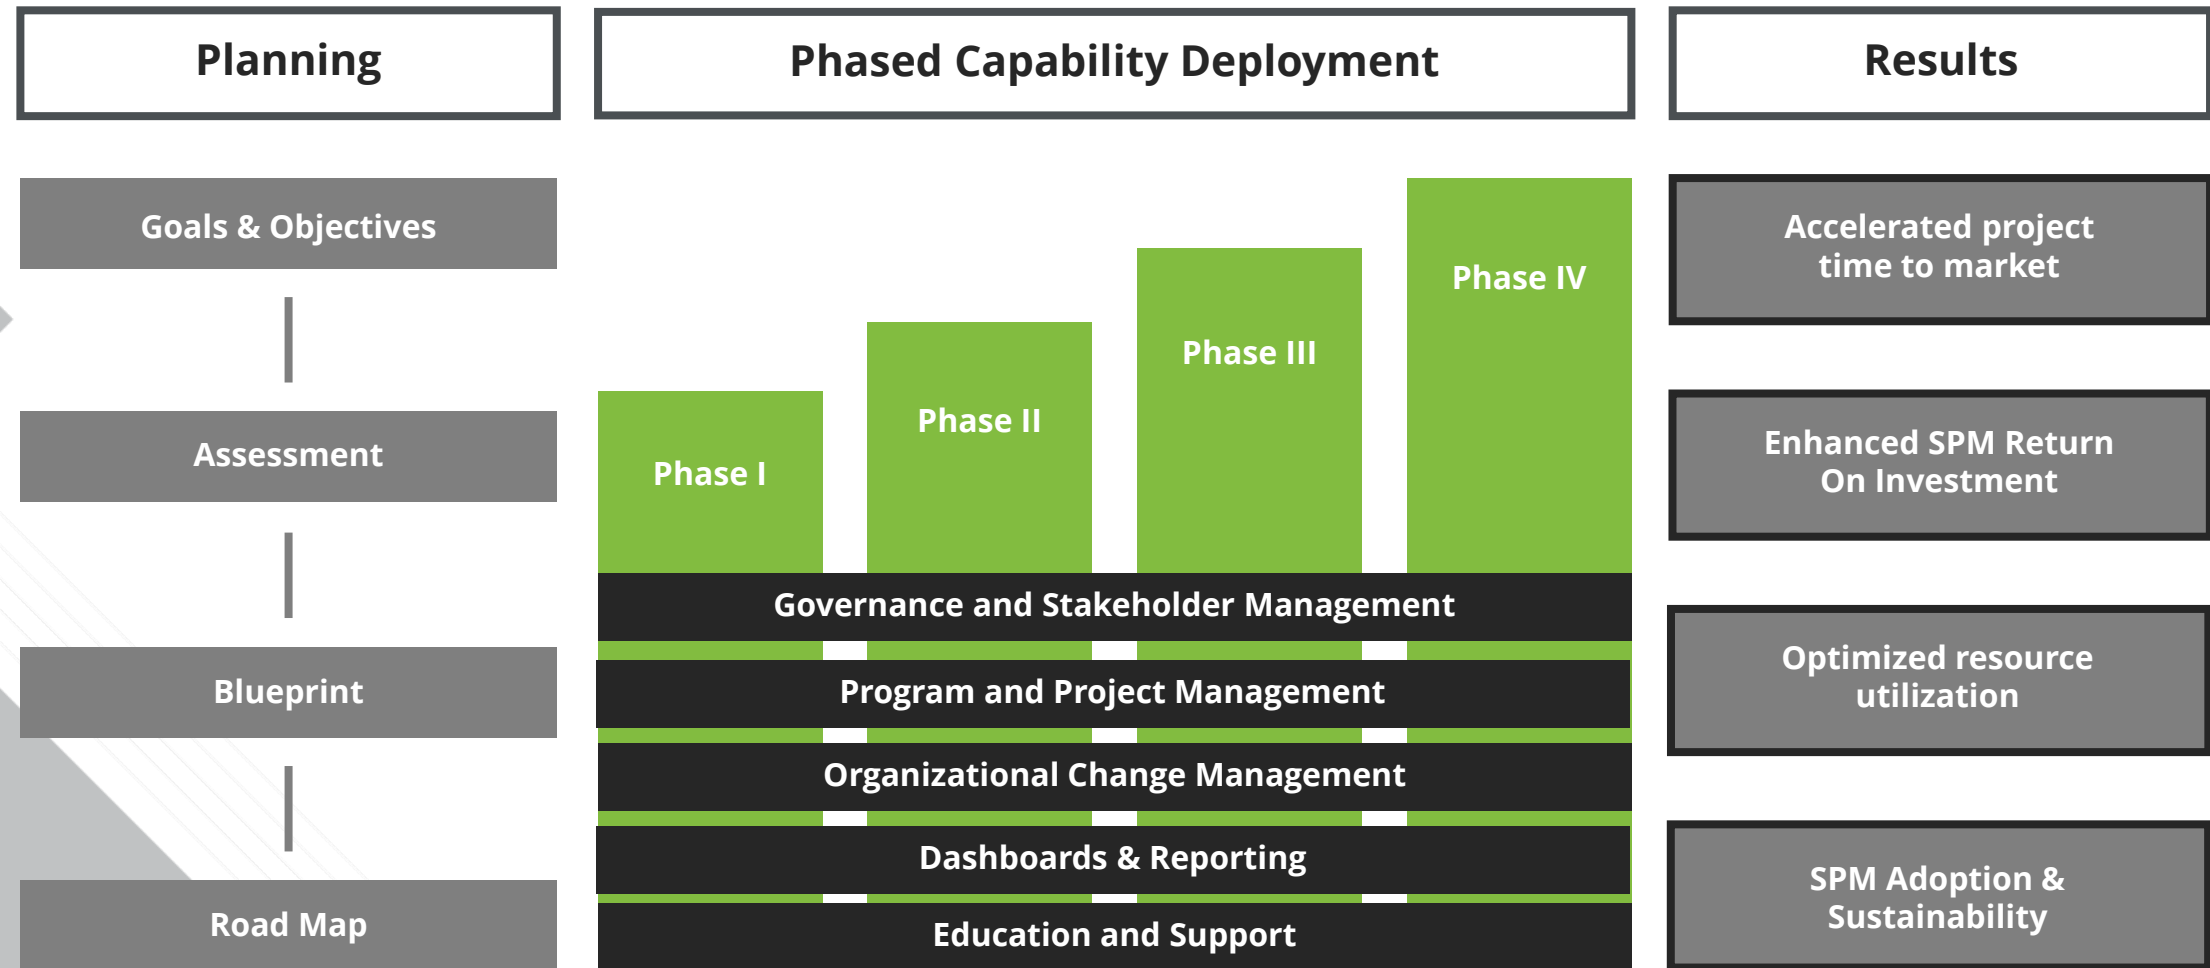 Planning
Goals & Objectives
Assessment
Blueprint
Road Map
Phased Capability Deployment
Phase I
Phase II
Phase III
Phase IV
Governance and Stakeholder Management
Program and Project Management
Organizational Change Management
Dashboards & Reporting
Education and Support
Results
Accelerated project
time to market
Enhanced SPM Return
On Investment
Optimized resource
utilization
SPM Adoption &
Sustainability